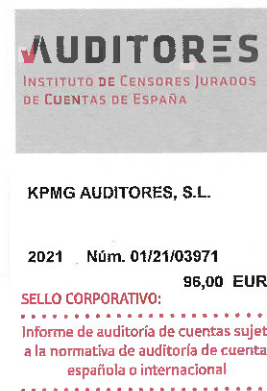 AUDITORES
INSTITUTO DE CENSORES JURADOS
DE CUENTAS DE ESPAÑA
KPMG AUDITORES, S.L.
2021 Núm. 01/21/03971
96,00 EUR
SELLO CORPORATIVO:
Informe de auditoría de cuentas sujet
a la normativa de auditoría de cuenta
española o internacional